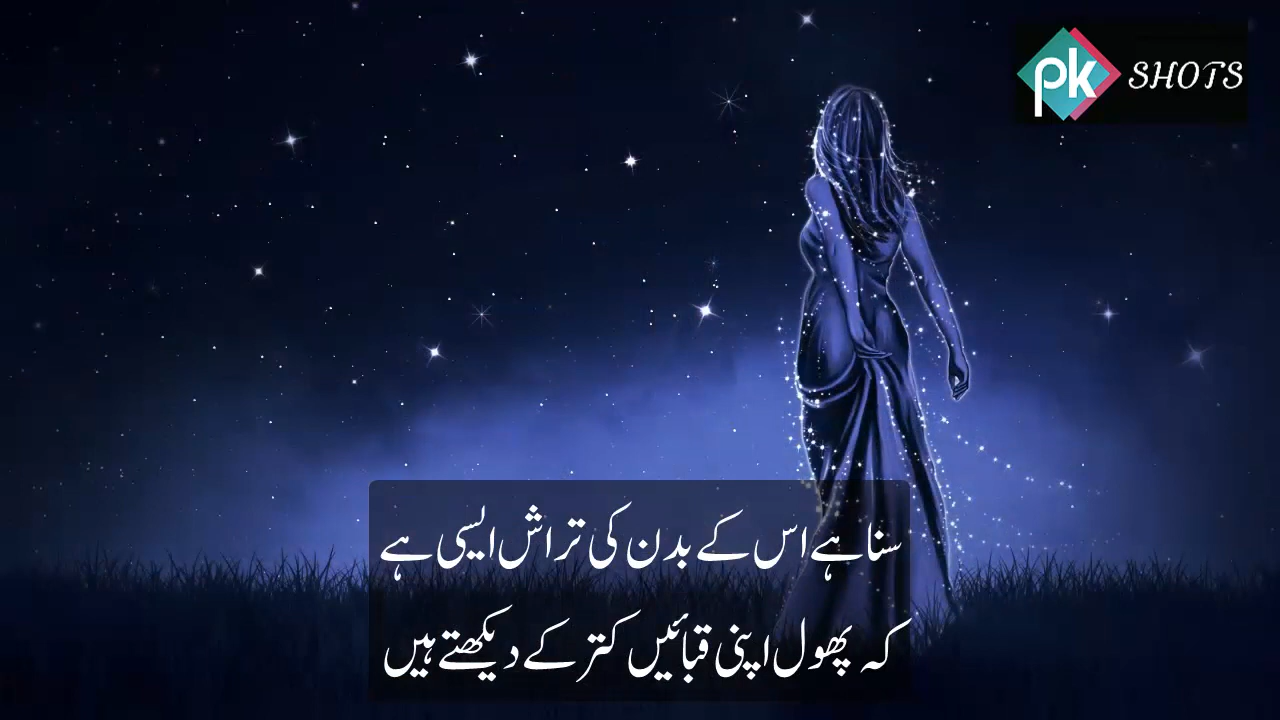 pk SHOTS
سنا ہے اس کے بدن کی تراش ایسی ہے
کہ پھول اپنی قبائیں کتر کے دیکھتے ہیں